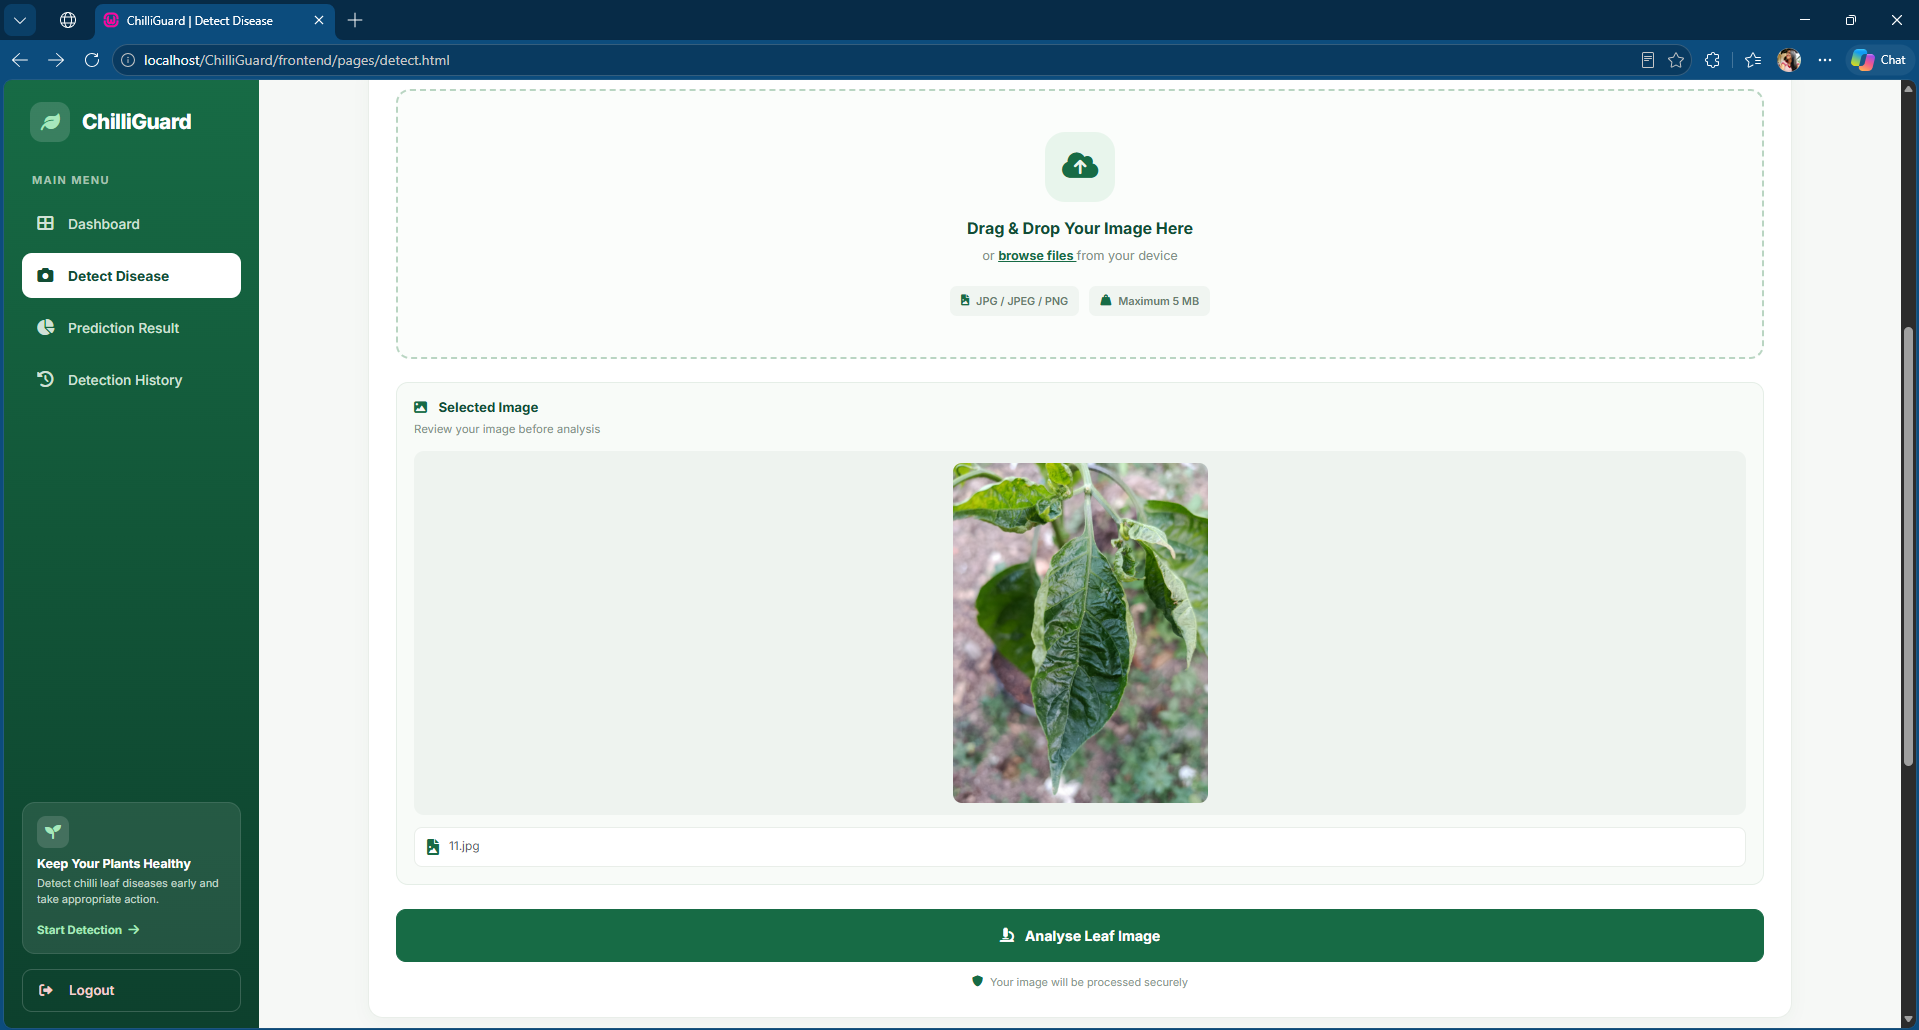 ChilliGuard | Detect Disease
localhost/ChilliGuard/frontend/pages/detect.html
Chat
ChilliGuard
MAIN MENU
Dashboard
Detect Disease
Prediction Result
Detection History
Keep Your Plants Healthy
Detect chilli leaf diseases early and
take appropriate action.
Start Detection →
Logout
Drag & Drop Your Image Here
or browse files from your device
JPG / JPEG / PNG
Maximum 5 MB
Selected Image
Review your image before analysis
11.jpg
Analyse Leaf Image
Your image will be processed securely